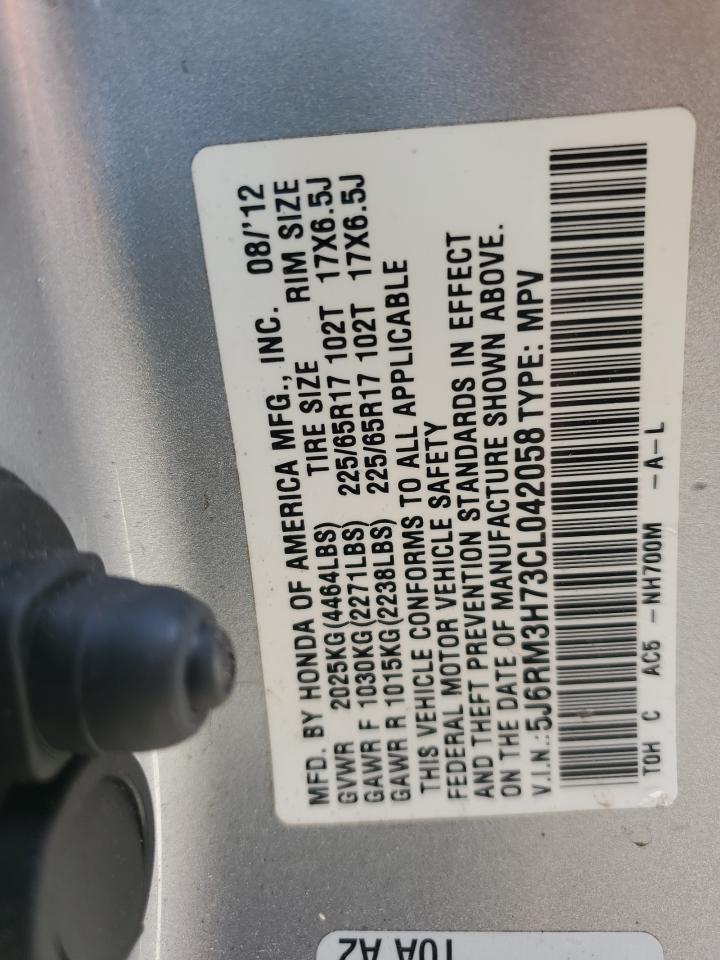 MFD. BY HONDA OF AMERICA MFG., INC. 08/'12
GVWR 2025KG(4464LBS) TIRE SIZE RIM SIZE
GAWR F 1030KG(2271LBS) 225/65R17 102T 17X6.5J
GAWR R 1015KG(2238LBS) 225/65R17 102T 17X6.5J
THIS VEHICLE CONFORMS TO ALL APPLICABLE
FEDERAL MOTOR VEHICLE SAFETY
AND THEFT PREVENTION STANDARDS IN EFFECT
ON THE DATE OF MANUFACTURE SHOWN ABOVE.
V.I.N.:5J6RM3H73CL042058 TYPE: MPV
TOH C AC5 -NH700M -A-L
T0A A2